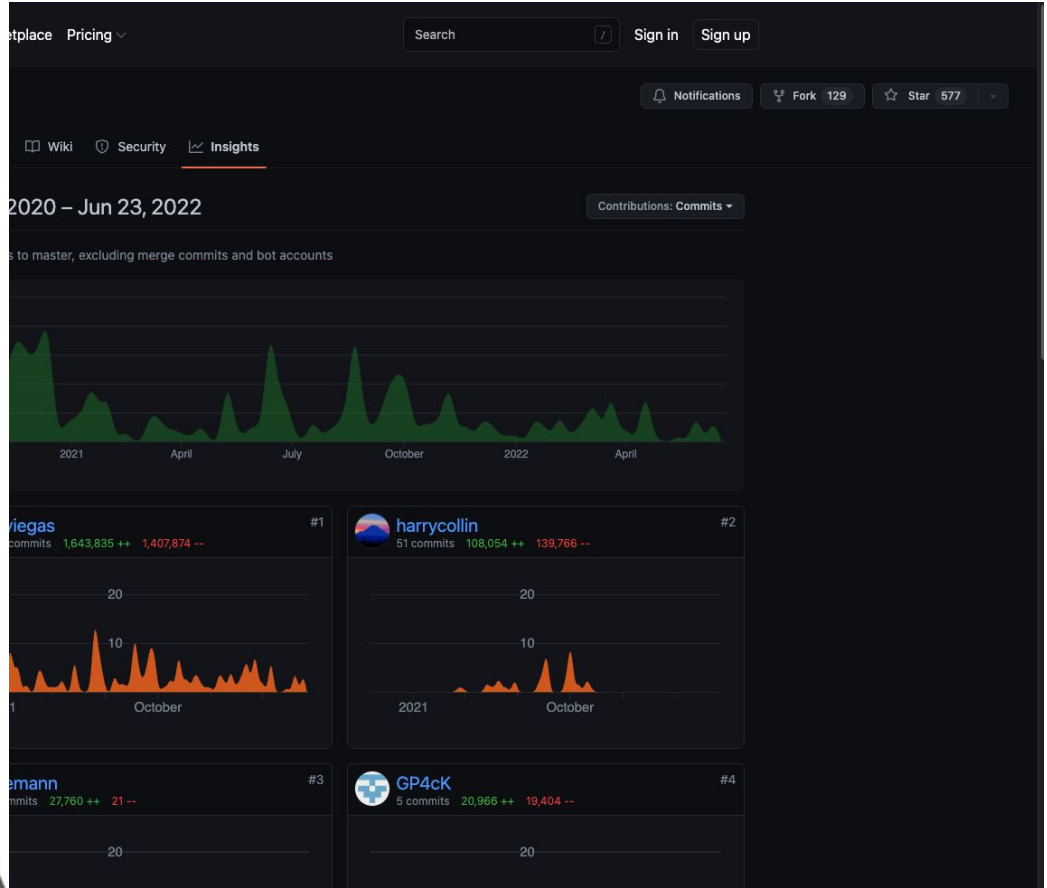 etplace Pricing Search / Sign in Sign up
Notifications Fork 129 Star 577
Wiki Security Insights
2020 – Jun 23, 2022 Contributions: Commits
s to master, excluding merge commits and bot accounts
2021 April July October 2022 April
viegas #1
commits 1,643,835 ++ 1,407,874 --
20
10
October
harrycollin #2
51 commits 108,054 ++ 139,766 --
20
10
2021 October
emann #3
mmits 27,760 ++ 21 --
20
GP4cK #4
5 commits 20,966 ++ 19,404 --
20